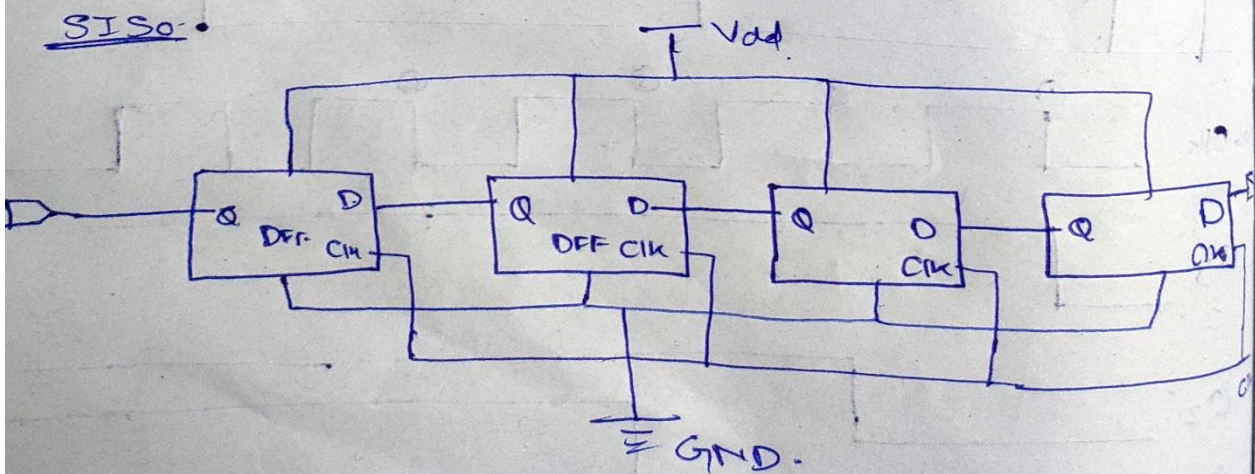 SISO.
Vdd.
Q D
DFF
Clk
Q D
DFF Clk
Q D
Clk
Q D
Clk
GND.